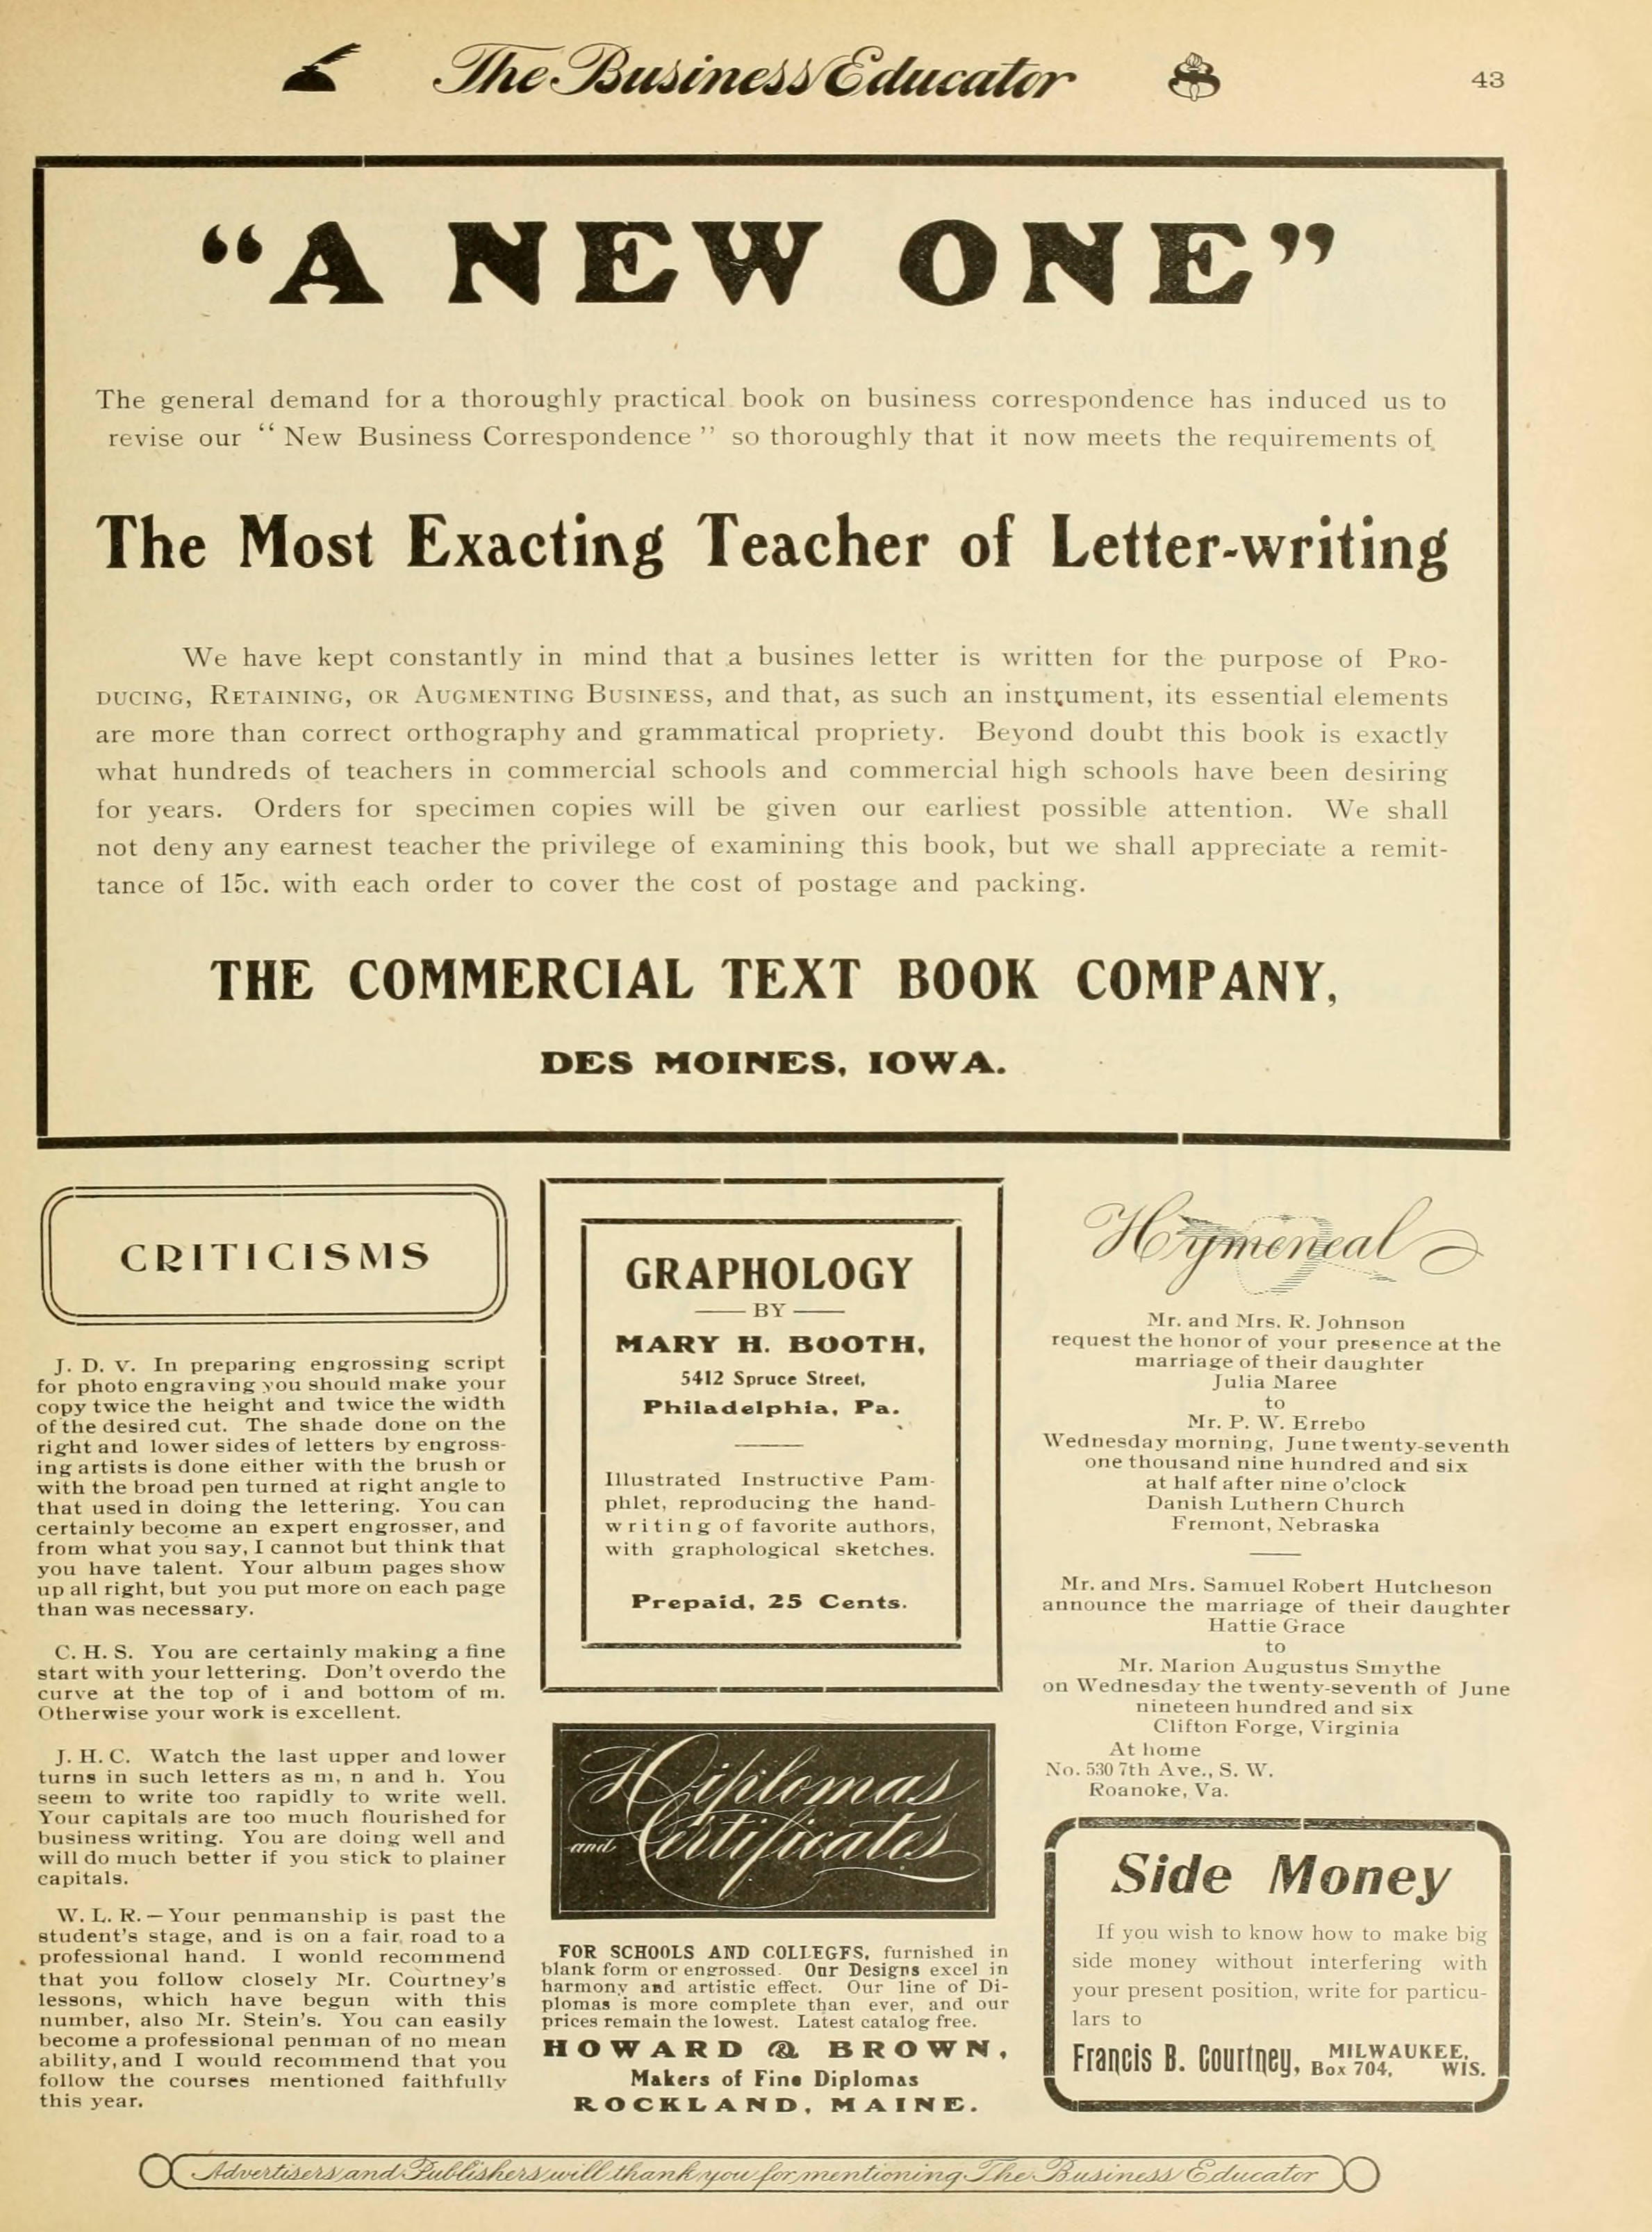 The Business Educator
43
“A NEW ONE”
The general demand for a thoroughly practical book on business correspondence has induced us to
revise our “New Business Correspondence” so thoroughly that it now meets the requirements of
The Most Exacting Teacher of Letter-writing
We have kept constantly in mind that a busines letter is written for the purpose of PRO-
DUCING, RETAINING, OR AUGMENTING BUSINESS, and that, as such an instrument, its essential elements
are more than correct orthography and grammatical propriety. Beyond doubt this book is exactly
what hundreds of teachers in commercial schools and commercial high schools have been desiring
for years. Orders for specimen copies will be given our earliest possible attention. We shall
not deny any earnest teacher the privilege of examining this book, but we shall appreciate a remit-
tance of 15c. with each order to cover the cost of postage and packing.
THE COMMERCIAL TEXT BOOK COMPANY,
DES MOINES, IOWA.
CRITICISMS
J. D. V. In preparing engrossing script
for photo engraving you should make your
copy twice the height and twice the width
of the desired cut. The shade done on the
right and lower sides of letters by engross-
ing artists is done either with the brush or
with the broad pen turned at right angle to
that used in doing the lettering. You can
certainly become an expert engrosser, and
from what you say, I cannot but think that
you have talent. Your album pages show
up all right, but you put more on each page
than was necessary.
C. H. S. You are certainly making a fine
start with your lettering. Don't overdo the
curve at the top of i and bottom of m.
Otherwise your work is excellent.
J. H. C. Watch the last upper and lower
turns in such letters as m, n and h. You
seem to write too rapidly to write well.
Your capitals are too much flourished for
business writing. You are doing well and
will do much better if you stick to plainer
capitals.
W. L. R.—Your penmanship is past the
student's stage, and is on a fair road to a
professional hand. I would recommend
that you follow closely Mr. Courtney's
lessons, which have begun with this
number, also Mr. Stein's. You can easily
become a professional penman of no mean
ability, and I would recommend that you
follow the courses mentioned faithfully
this year.
GRAPHOLOGY
BY
MARY H. BOOTH,
5412 Spruce Street,
Philadelphia, Pa.
Illustrated Instructive Pam-
phlet, reproducing the hand-
writing of favorite authors,
with graphological sketches.
Prepaid, 25 Cents.
Diplomas
and Certificates
FOR SCHOOLS AND COLLEGES, furnished in
blank form or engrossed. Our Designs excel in
harmony and artistic effect. Our line of Di-
plomas is more complete than ever, and our
prices remain the lowest. Latest catalog free.
HOWARD & BROWN,
Makers of Fine Diplomas
ROCKLAND, MAINE.
Hymeneal
Mr. and Mrs. R. Johnson
request the honor of your presence at the
marriage of their daughter
Julia Maree
to
Mr. P. W. Errebo
Wednesday morning, June twenty-seventh
one thousand nine hundred and six
at half after nine o'clock
Danish Luthern Church
Fremont, Nebraska
Mr. and Mrs. Samuel Robert Hutcheson
announce the marriage of their daughter
Hattie Grace
to
Mr. Marion Augustus Smythe
on Wednesday the twenty-seventh of June
nineteen hundred and six
Clifton Forge, Virginia
At home
No. 530 7th Ave., S. W.
Roanoke, Va.
Side Money
If you wish to know how to make big
side money without interfering with
your present position, write for particu-
lars to
Francis B. Courtney, Box 704, MILWAUKEE, WIS.
Advertisers and Publishers will thank you for mentioning The Business Educator